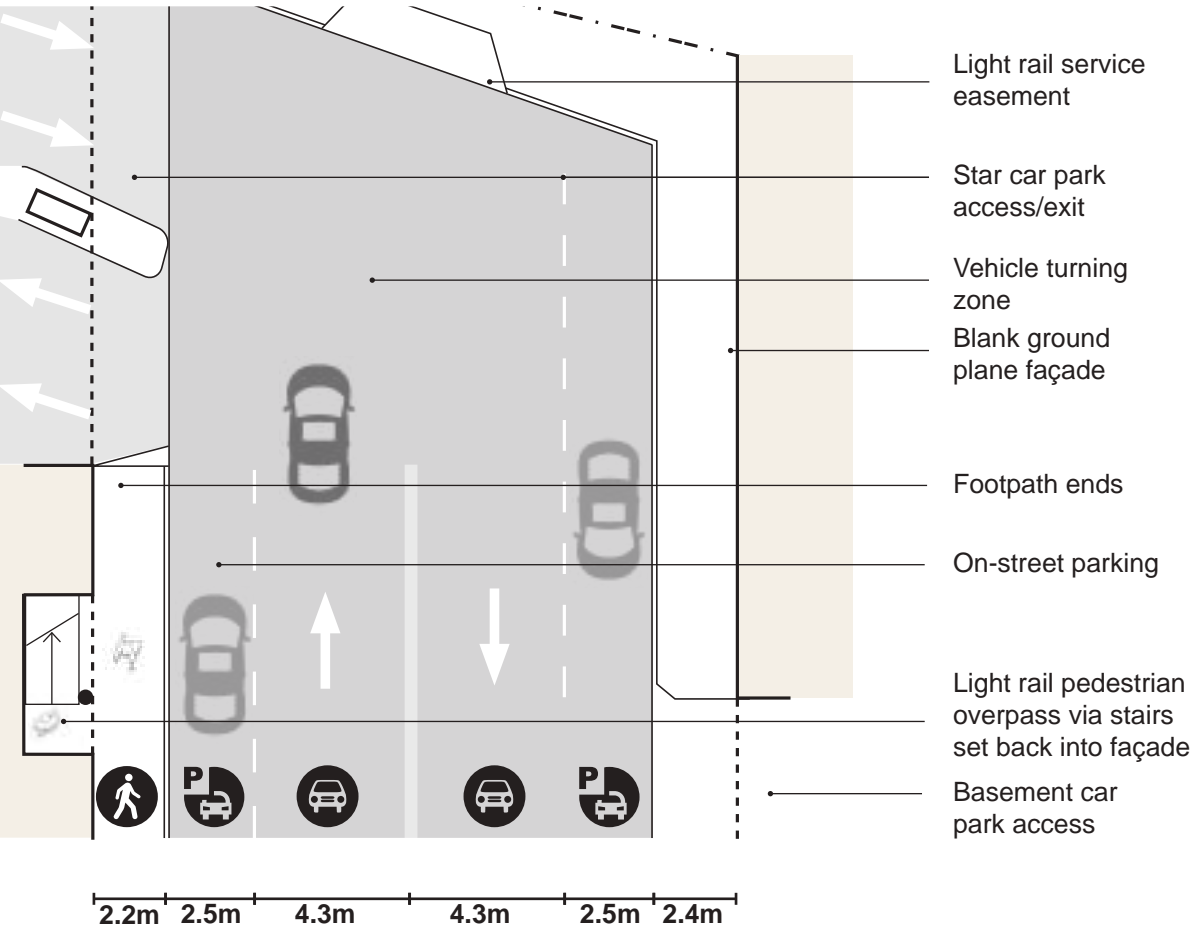 Light rail service
easement
Star car park
access/exit
Vehicle turning
zone
Blank ground
plane façade
Footpath ends
On-street parking
Light rail pedestrian
overpass via stairs
set back into façade
P
P
Basement car
park access
2.2m 2.5m 4.3m 4.3m 2.5m 2.4m